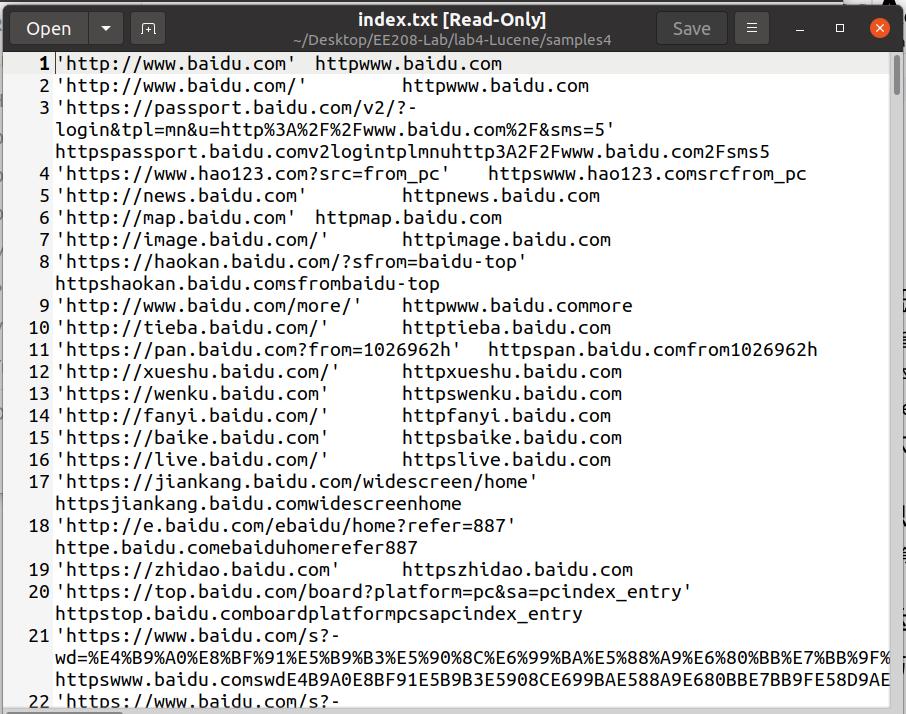 Open
index.txt [Read-Only]
~/Desktop/EE208-Lab/lab4-Lucene/samples4
Save
1 'http://www.baidu.com' httpwww.baidu.com
2 'http://www.baidu.com/' httpwww.baidu.com
3 'https://passport.baidu.com/v2/?-
login&tpl=mn&u=http%3A%2F%2Fwww.baidu.com%2F&sms=5'
httpspassport.baidu.comv2logintplmnuhttp3A2F2Fwww.baidu.com2Fsms5
4 'https://www.hao123.com?src=from_pc' httpswww.hao123.comsrcfrom_pc
5 'http://news.baidu.com' httpnews.baidu.com
6 'http://map.baidu.com' httpmap.baidu.com
7 'http://image.baidu.com/' httpimage.baidu.com
8 'https://haokan.baidu.com/?sfrom=baidu-top'
httpshaokan.baidu.comsfrombaidu-top
9 'http://www.baidu.com/more/' httpwww.baidu.commore
10 'http://tieba.baidu.com/' httptieba.baidu.com
11 'https://pan.baidu.com?from=1026962h' httpspan.baidu.comfrom1026962h
12 'http://xueshu.baidu.com/' httpxueshu.baidu.com
13 'https://wenku.baidu.com' httpswenku.baidu.com
14 'http://fanyi.baidu.com/' httpfanyi.baidu.com
15 'https://baike.baidu.com' httpsbaike.baidu.com
16 'https://live.baidu.com/' httpslive.baidu.com
17 'https://jiankang.baidu.com/widescreen/home'
httpsjiankang.baidu.comwidescreenhome
18 'http://e.baidu.com/ebaidu/home?refer=887'
httpe.baidu.comebaiduhomerefer887
19 'https://zhidao.baidu.com' httpszhidao.baidu.com
20 'https://top.baidu.com/board?platform=pc&sa=pcindex_entry'
httpstop.baidu.comboardplatformpcsapcindex_entry
21 'https://www.baidu.com/s?-
wd=%E4%B9%A0%E8%BF%91%E5%B9%B3%E5%90%8C%E6%99%BA%E5%88%A9%E6%80%BB%E7%BB%9F%
httpswww.baidu.comswdE4B9A0E8BF91E5B9B3E5908CE699BAE588A9E680BBE7BB9FE58D9AE
22 'https://www.baidu.com/s?-